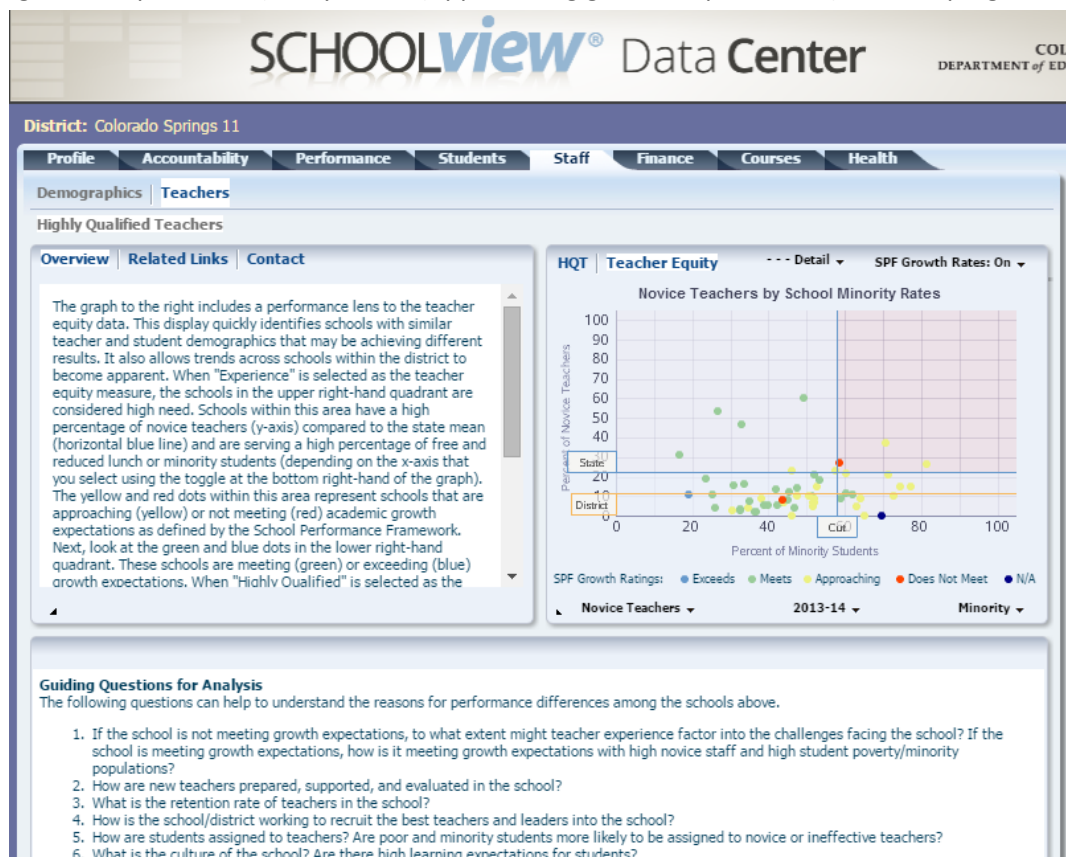 SCHOOLview® Data Center
COL
DEPARTMENT of ED
District: Colorado Springs 11
Profile Accountability Performance Students Staff Finance Courses Health
Demographics | Teachers
Highly Qualified Teachers
Overview | Related Links | Contact
The graph to the right includes a performance lens to the teacher
equity data. This display quickly identifies schools with similar
teacher and student demographics that may be achieving different
results. It also allows trends across schools within the district to
become apparent. When "Experience" is selected as the teacher
equity measure, the schools in the upper right-hand quadrant are
considered high need. Schools within this area have a high
percentage of novice teachers (y-axis) compared to the state mean
(horizontal blue line) and are serving a high percentage of free and
reduced lunch or minority students (depending on the x-axis that
you select using the toggle at the bottom right-hand of the graph).
The yellow and red dots within this area represent schools that are
approaching (yellow) or not meeting (red) academic growth
expectations as defined by the School Performance Framework.
Next, look at the green and blue dots in the lower right-hand
quadrant. These schools are meeting (green) or exceeding (blue)
growth expectations. When "Highly Qualified" is selected as the
HQT | Teacher Equity - - - Detail SPF Growth Rates: On
Novice Teachers by School Minority Rates
Percent of Novice Teachers
100
90
80
70
60
50
40
30
State
20
10
District
0
0 20 40 60 80 100
Cut
Percent of Minority Students
SPF Growth Ratings: Exceeds Meets Approaching Does Not Meet N/A
Novice Teachers 2013-14 Minority
Guiding Questions for Analysis
The following questions can help to understand the reasons for performance differences among the schools above.
1. If the school is not meeting growth expectations, to what extent might teacher experience factor into the challenges facing the school? If the
school is meeting growth expectations, how is it meeting growth expectations with high novice staff and high student poverty/minority
populations?
2. How are new teachers prepared, supported, and evaluated in the school?
3. What is the retention rate of teachers in the school?
4. How is the school/district working to recruit the best teachers and leaders into the school?
5. How are students assigned to teachers? Are poor and minority students more likely to be assigned to novice or ineffective teachers?
6. What is the culture of the school? Are there high learning expectations for students?